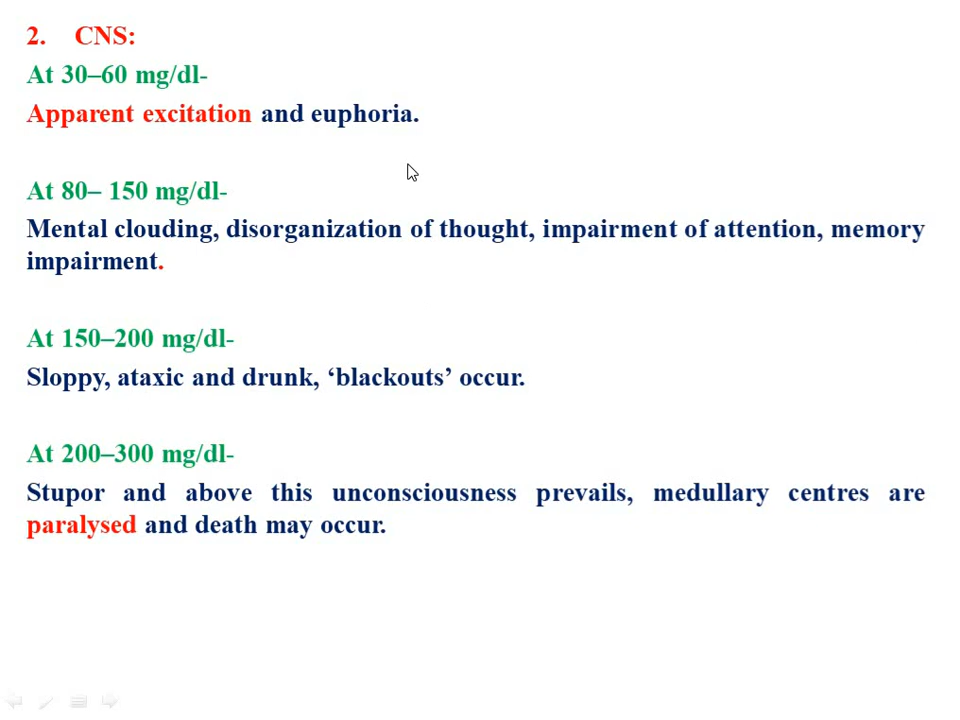 2. CNS:
At 30–60 mg/dl-
Apparent excitation and euphoria.
At 80– 150 mg/dl-
Mental clouding, disorganization of thought, impairment of attention, memory
impairment.
At 150–200 mg/dl-
Sloppy, ataxic and drunk, ‘blackouts’ occur.
At 200–300 mg/dl-
Stupor and above this unconsciousness prevails, medullary centres are
paralysed and death may occur.